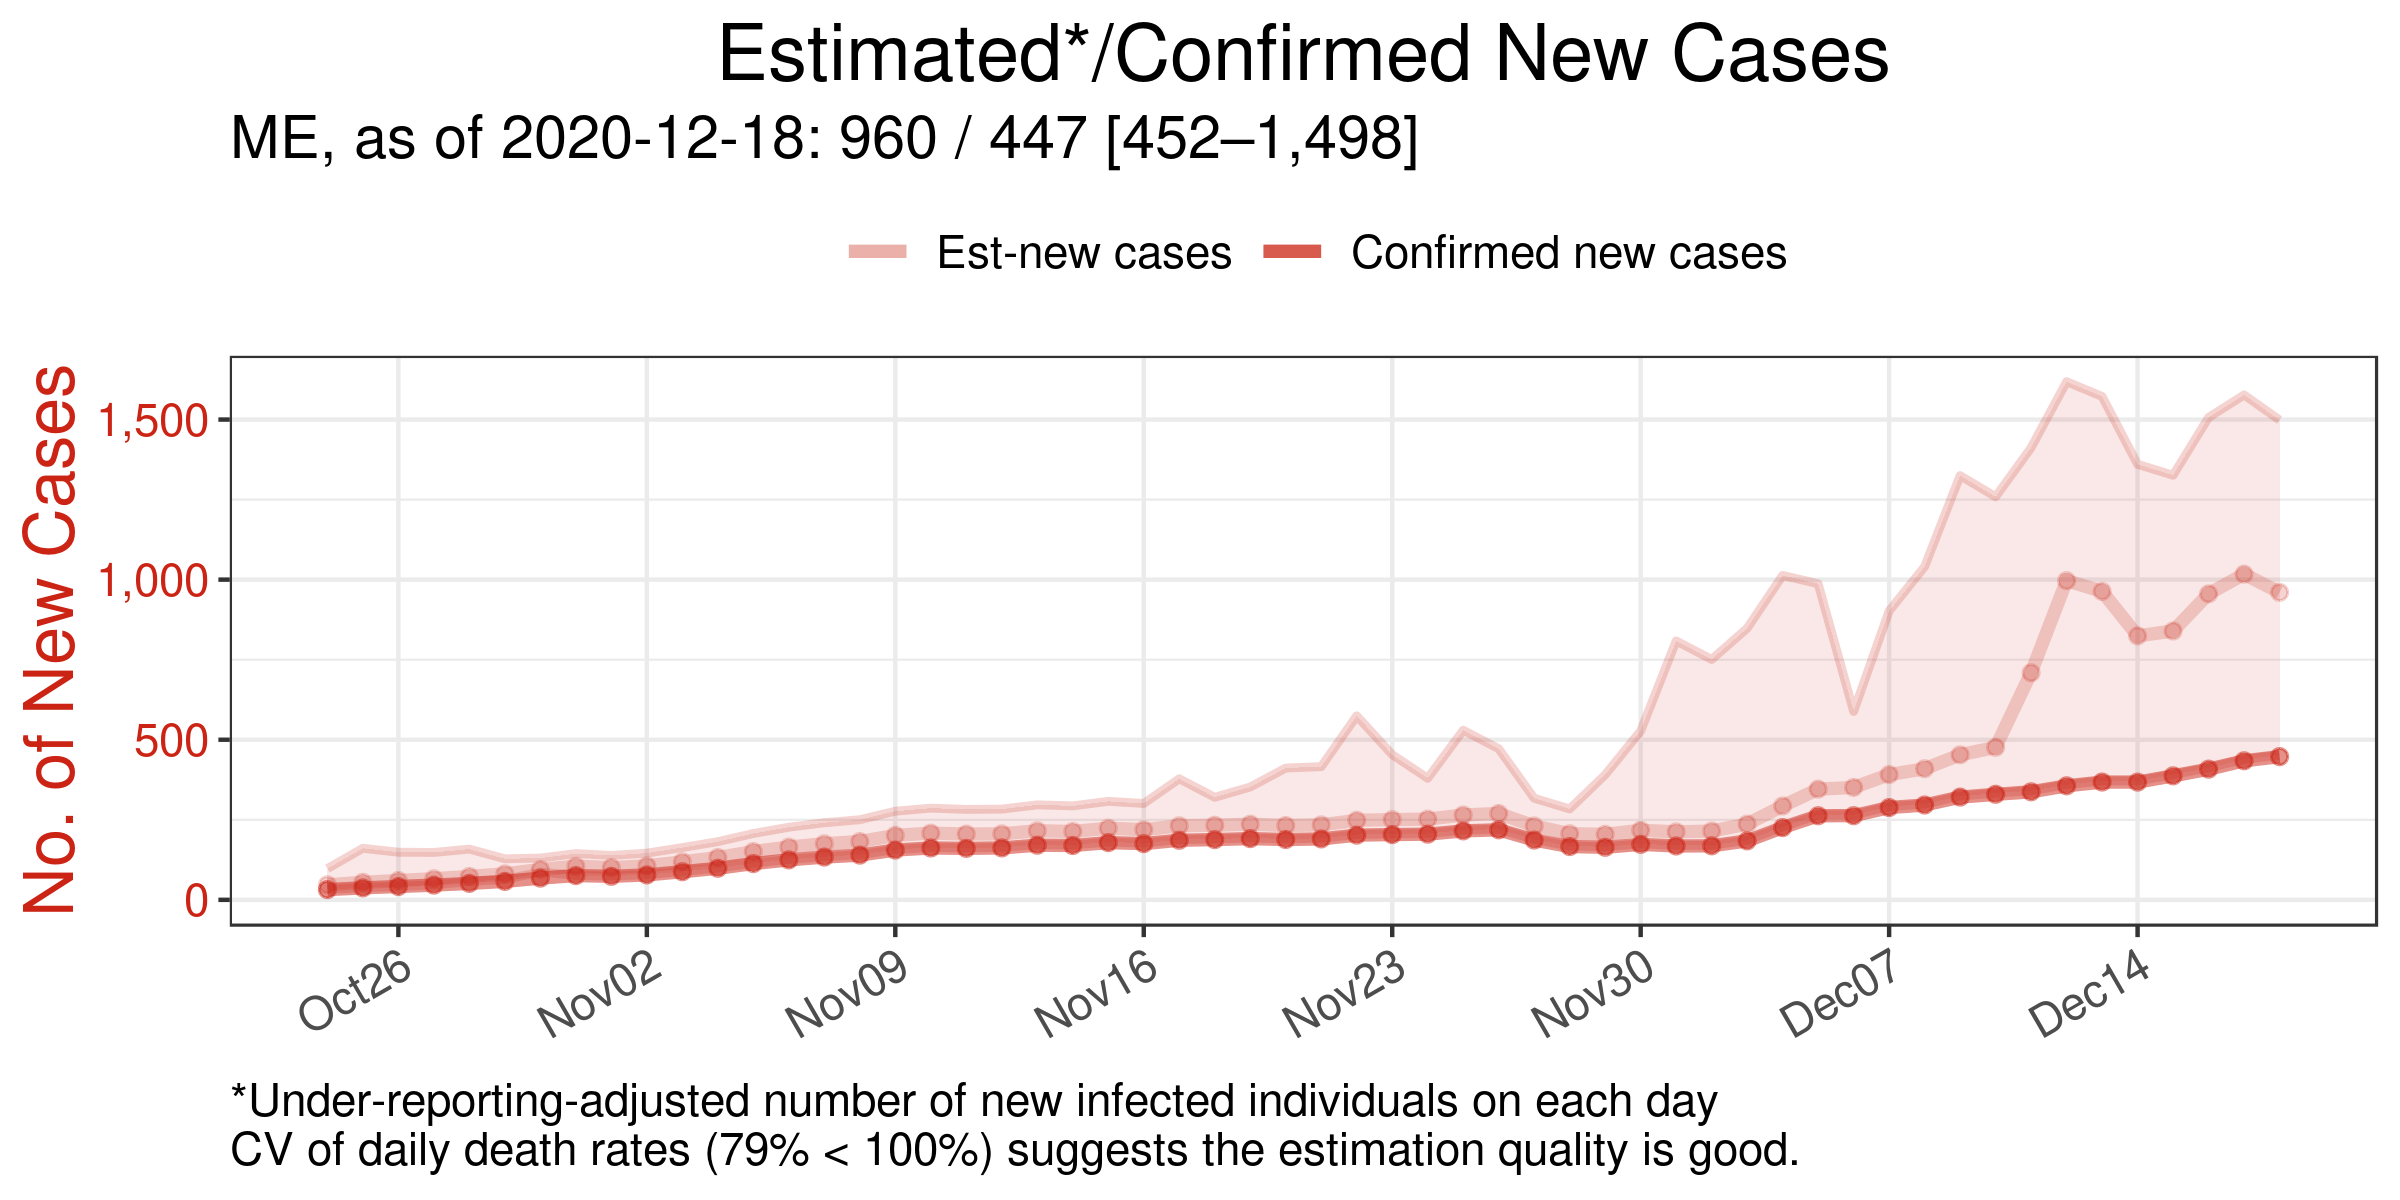 Estimated*/Confirmed New Cases
ME, as of 2020-12-18: 960 / 447 [452–1,498]
Est-new cases Confirmed new cases
No. of New Cases
1,500
1,000
500
0
Oct26 Nov02 Nov09 Nov16 Nov23 Nov30 Dec07 Dec14
*Under-reporting-adjusted number of new infected individuals on each day
CV of daily death rates (79% < 100%) suggests the estimation quality is good.